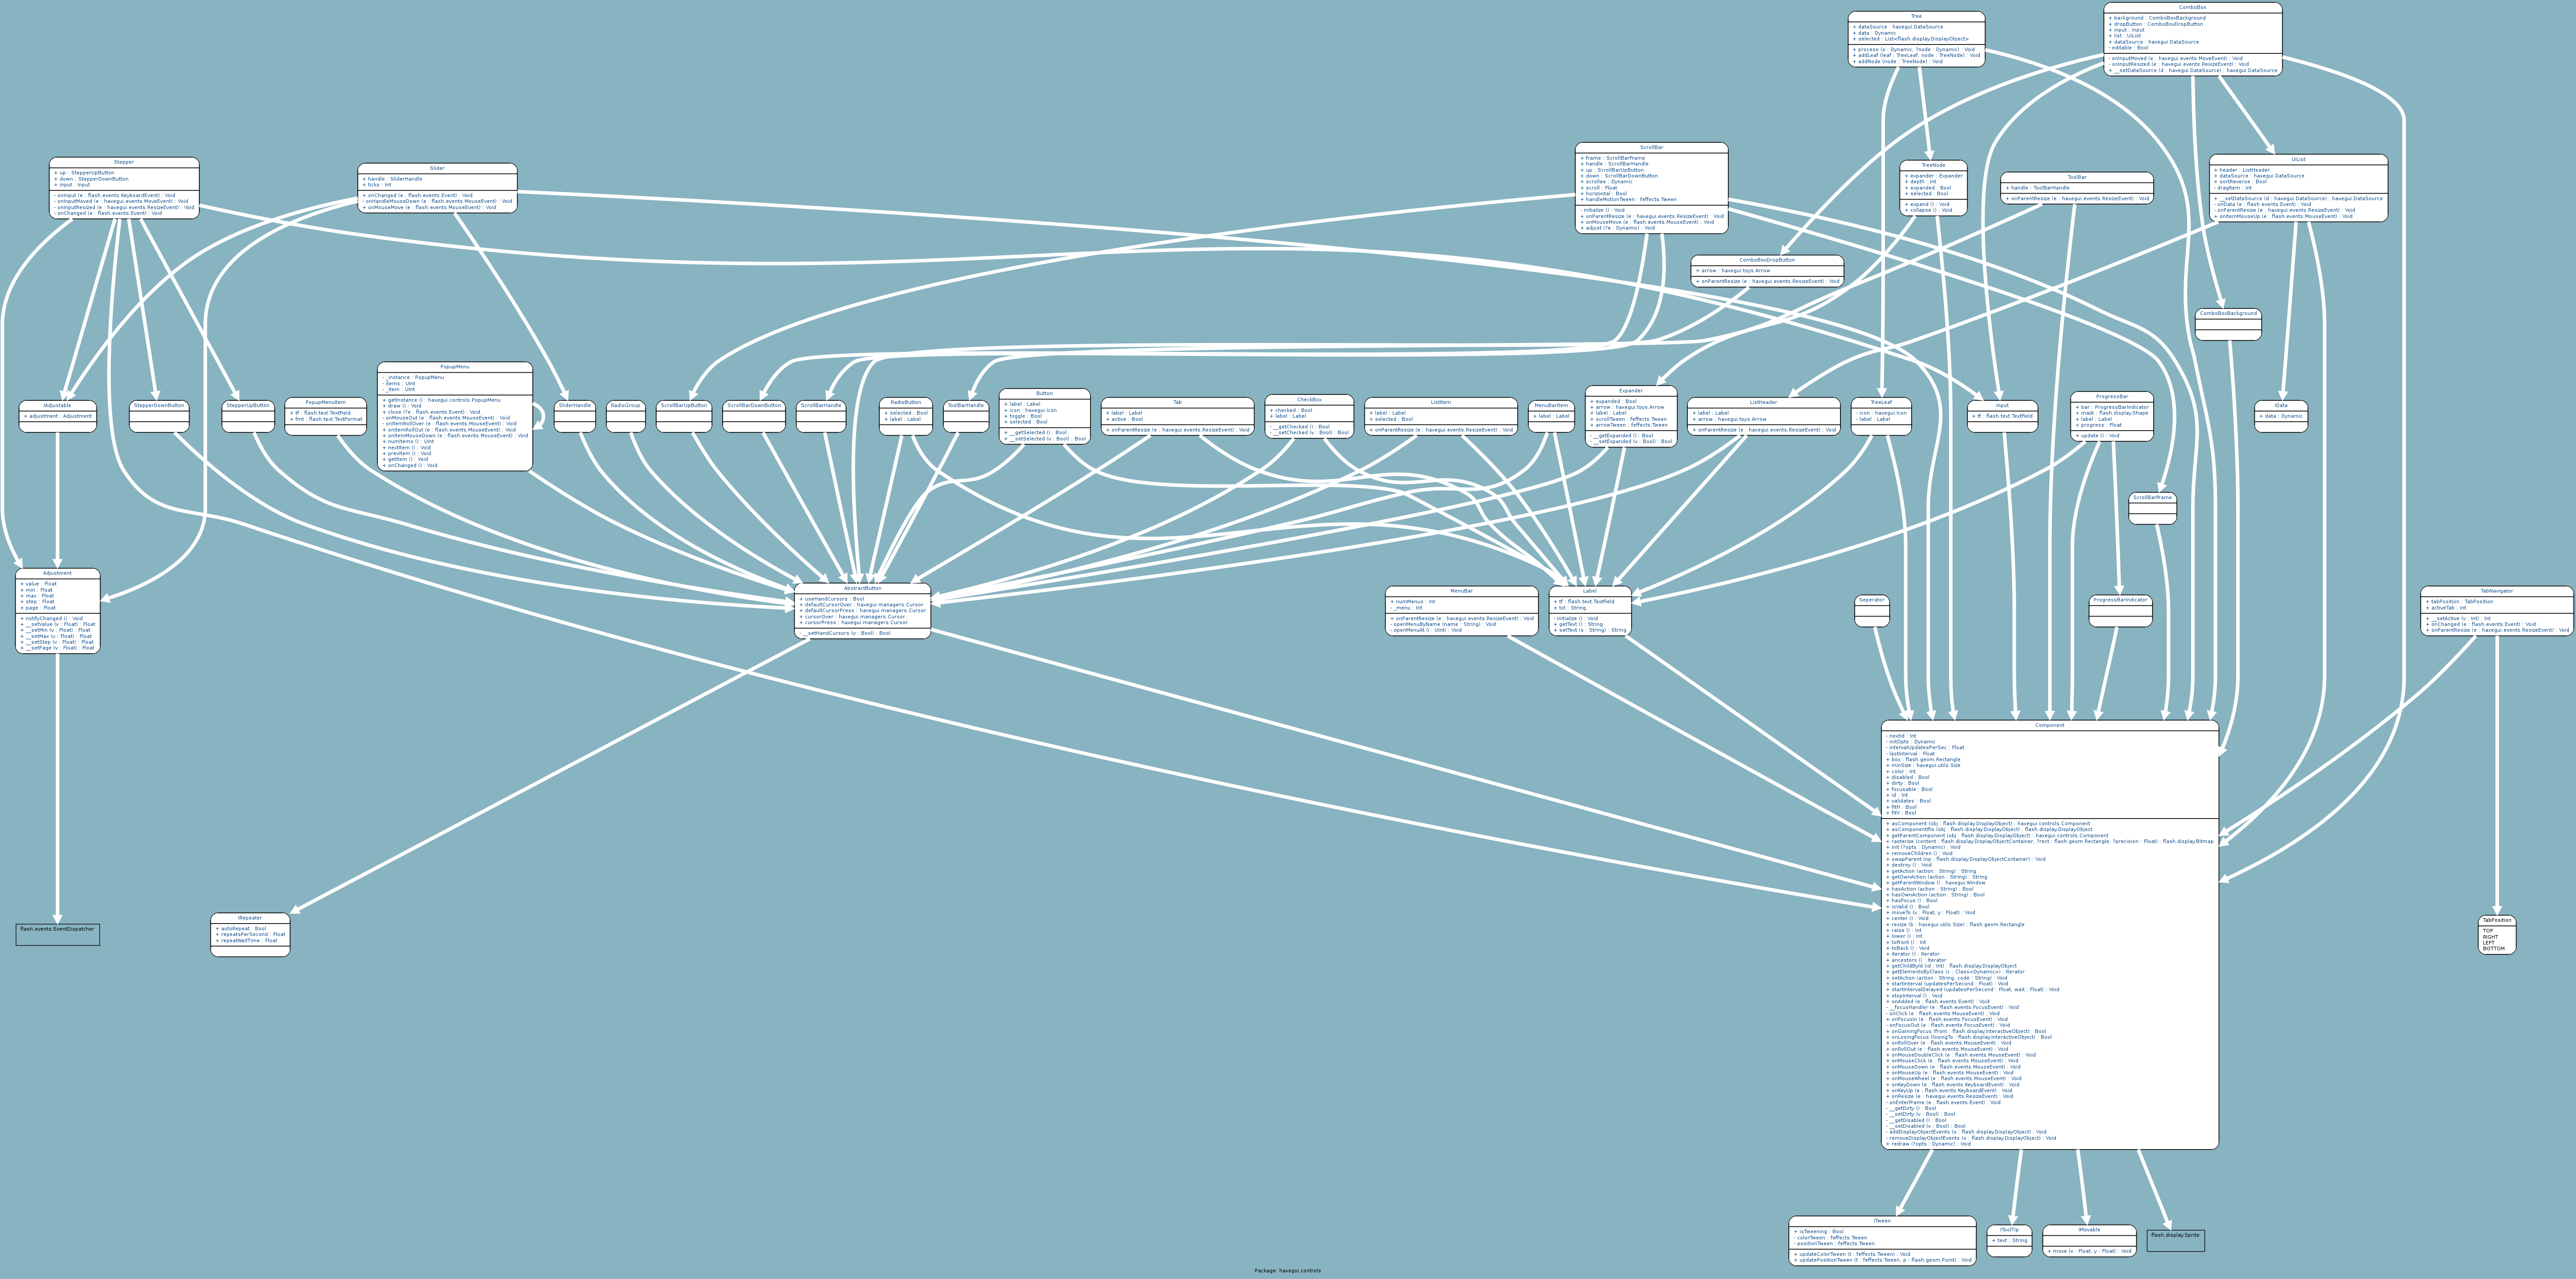 Tree
+ dataSource : haxegui.DataSource
+ data : Dynamic
+ selected : List<flash.display.DisplayObject>
+ process (o : Dynamic, ?node : Dynamic) : Void
+ addLeaf (leaf : TreeLeaf, node : TreeNode) : Void
+ addNode (node : TreeNode) : Void
ComboBox
+ background : ComboBoxBackground
+ dropButton : ComboBoxDropButton
+ input : Input
+ list : UiList
+ dataSource : haxegui.DataSource
- editable : Bool
- onInputMoved (e : haxegui.events.MoveEvent) : Void
- onInputResized (e : haxegui.events.ResizeEvent) : Void
+ __setDataSource (d : haxegui.DataSource) : haxegui.DataSource
Stepper
+ up : StepperUpButton
+ down : StepperDownButton
+ input : Input
- onInput (e : flash.events.KeyboardEvent) : Void
- onInputMoved (e : haxegui.events.MoveEvent) : Void
- onInputResized (e : haxegui.events.ResizeEvent) : Void
- onChanged (e : flash.events.Event) : Void
Slider
+ handle : SliderHandle
+ ticks : Int
+ onChanged (e : flash.events.Event) : Void
- onHandleMouseDown (e : flash.events.MouseEvent) : Void
+ onMouseMove (e : flash.events.MouseEvent) : Void
ScrollBar
+ frame : ScrollBarFrame
+ handle : ScrollBarHandle
+ up : ScrollBarUpButton
+ down : ScrollBarDownButton
+ scrollee : Dynamic
+ scroll : Float
+ horizontal : Bool
+ handleMotionTween : feffects.Tween
- initialize () : Void
+ onParentResize (e : haxegui.events.ResizeEvent) : Void
+ onMouseMove (e : flash.events.MouseEvent) : Void
+ adjust (?e : Dynamic) : Void
TreeNode
+ expander : Expander
+ depth : Int
+ expanded : Bool
+ selected : Bool
+ expand () : Void
+ collapse () : Void
ToolBar
+ handle : ToolBarHandle
+ onParentResize (e : haxegui.events.ResizeEvent) : Void
UiList
+ header : ListHeader
+ dataSource : haxegui.DataSource
+ sortReverse : Bool
- dragItem : Int
+ __setDataSource (d : haxegui.DataSource) : haxegui.DataSource
- onData (e : flash.events.Event) : Void
- onParentResize (e : haxegui.events.ResizeEvent) : Void
+ onItemMouseUp (e : flash.events.MouseEvent) : Void
ComboBoxDropButton
+ arrow : haxegui.toys.Arrow
+ onParentResize (e : haxegui.events.ResizeEvent) : Void
ComboBoxBackground
IAdjustable
+ adjustment : Adjustment
StepperDownButton
StepperUpButton
PopupMenuItem
+ tf : flash.text.TextField
+ fmt : flash.text.TextFormat
PopupMenu
- _instance : PopupMenu
- items : UInt
- _item : UInt
+ getInstance () : haxegui.controls.PopupMenu
+ draw () : Void
+ close (?e : flash.events.Event) : Void
- onMouseOut (e : flash.events.MouseEvent) : Void
- onItemRollOver (e : flash.events.MouseEvent) : Void
- onItemRollOut (e : flash.events.MouseEvent) : Void
+ onItemMouseDown (e : flash.events.MouseEvent) : Void
+ numItems () : UInt
+ nextItem () : Void
+ prevItem () : Void
+ getItem () : Void
+ onChanged () : Void
SliderHandle
RadioGroup
ScrollBarUpButton
ScrollBarDownButton
ScrollBarHandle
RadioButton
+ selected : Bool
+ label : Label
ToolBarHandle
Button
+ label : Label
+ icon : haxegui.Icon
+ toggle : Bool
+ selected : Bool
+ __getSelected () : Bool
+ __setSelected (v : Bool) : Bool
Tab
+ label : Label
+ active : Bool
+ onParentResize (e : haxegui.events.ResizeEvent) : Void
CheckBox
+ checked : Bool
+ label : Label
- __getChecked () : Bool
- __setChecked (v : Bool) : Bool
ListItem
+ label : Label
+ selected : Bool
+ onParentResize (e : haxegui.events.ResizeEvent) : Void
MenuBarItem
+ label : Label
Expander
+ expanded : Bool
+ arrow : haxegui.toys.Arrow
+ label : Label
+ scrollTween : feffects.Tween
+ arrowTween : feffects.Tween
- __getExpanded () : Bool
- __setExpanded (v : Bool) : Bool
ListHeader
+ label : Label
+ arrow : haxegui.toys.Arrow
+ onParentResize (e : haxegui.events.ResizeEvent) : Void
TreeLeaf
- icon : haxegui.Icon
- label : Label
Input
+ tf : flash.text.TextField
ProgressBar
+ bar : ProgressBarIndicator
+ mask : flash.display.Shape
+ label : Label
+ progress : Float
+ update () : Void
IData
+ data : Dynamic
ScrollBarFrame
Adjustment
+ value : Float
+ min : Float
+ max : Float
+ step : Float
+ page : Float
+ notifyChanged () : Void
+ __setValue (v : Float) : Float
+ __setMin (v : Float) : Float
+ __setMax (v : Float) : Float
+ __setStep (v : Float) : Float
+ __setPage (v : Float) : Float
AbstractButton
+ useHandCursors : Bool
+ defaultCursorOver : haxegui.managers.Cursor
+ defaultCursorPress : haxegui.managers.Cursor
+ cursorOver : haxegui.managers.Cursor
+ cursorPress : haxegui.managers.Cursor
- __setHandCursors (v : Bool) : Bool
MenuBar
+ numMenus : Int
- _menu : Int
+ onParentResize (e : haxegui.events.ResizeEvent) : Void
- openMenuByName (name : String) : Void
- openMenuAt (i : UInt) : Void
Label
+ tf : flash.text.TextField
+ txt : String
- initialize () : Void
+ getText () : String
+ setText (s : String) : String
Seperator
ProgressBarIndicator
TabNavigator
+ tabPosition : TabPosition
+ activeTab : Int
+ __setActive (v : Int) : Int
+ onChanged (e : flash.events.Event) : Void
+ onParentResize (e : haxegui.events.ResizeEvent) : Void
Component
- nextId : Int
- initOpts : Dynamic
- intervalUpdatesPerSec : Float
- lastInterval : Float
+ box : flash.geom.Rectangle
+ minSize : haxegui.utils.Size
+ color : Int
+ disabled : Bool
+ dirty : Bool
+ focusable : Bool
+ id : Int
+ validates : Bool
+ fitH : Bool
+ fitV : Bool
+ asComponent (obj : flash.display.DisplayObject) : haxegui.controls.Component
+ asComponentIfIs (obj : flash.display.DisplayObject) : flash.display.DisplayObject
+ getParentComponent (obj : flash.display.DisplayObject) : haxegui.controls.Component
+ rasterize (content : flash.display.DisplayObjectContainer, ?rect : flash.geom.Rectangle, ?precision : Float) : flash.display.Bitmap
+ init (?opts : Dynamic) : Void
+ removeChildren () : Void
+ swapParent (np : flash.display.DisplayObjectContainer) : Void
+ destroy () : Void
+ getAction (action : String) : String
+ getOwnAction (action : String) : String
+ getParentWindow () : haxegui.Window
+ hasAction (action : String) : Bool
+ hasOwnAction (action : String) : Bool
+ hasFocus () : Bool
+ isValid () : Bool
+ moveTo (x : Float, y : Float) : Void
+ center () : Void
+ resize (b : haxegui.utils.Size) : flash.geom.Rectangle
+ raise () : Int
+ lower () : Int
+ toFront () : Int
+ toBack () : Void
+ iterator () : Iterator
+ ancestors () : Iterator
+ getChildById (id : Int) : flash.display.DisplayObject
+ getElementsByClass (c : Class<Dynamic>) : Iterator
+ setAction (action : String, code : String) : Void
+ startInterval (updatesPerSecond : Float) : Void
+ startIntervalDelayed (updatesPerSecond : Float, wait : Float) : Void
+ stopInterval () : Void
+ onAdded (e : flash.events.Event) : Void
- __focusHandler (e : flash.events.FocusEvent) : Void
- onClick (e : flash.events.MouseEvent) : Void
+ onFocusIn (e : flash.events.FocusEvent) : Void
- onFocusOut (e : flash.events.FocusEvent) : Void
+ onGainingFocus (from : flash.display.InteractiveObject) : Bool
+ onLosingFocus (losingTo : flash.display.InteractiveObject) : Bool
+ onRollOver (e : flash.events.MouseEvent) : Void
+ onRollOut (e : flash.events.MouseEvent) : Void
+ onMouseDoubleClick (e : flash.events.MouseEvent) : Void
+ onMouseClick (e : flash.events.MouseEvent) : Void
+ onMouseDown (e : flash.events.MouseEvent) : Void
+ onMouseUp (e : flash.events.MouseEvent) : Void
+ onMouseWheel (e : flash.events.MouseEvent) : Void
+ onKeyDown (e : flash.events.KeyboardEvent) : Void
+ onKeyUp (e : flash.events.KeyboardEvent) : Void
+ onResize (e : haxegui.events.ResizeEvent) : Void
- onEnterFrame (e : flash.events.Event) : Void
- __getDirty () : Bool
- __setDirty (v : Bool) : Bool
- __getDisabled () : Bool
- __setDisabled (v : Bool) : Bool
- addDisplayObjectEvents (o : flash.display.DisplayObject) : Void
- removeDisplayObjectEvents (o : flash.display.DisplayObject) : Void
+ redraw (?opts : Dynamic) : Void
flash.events.EventDispatcher
IRepeater
+ autoRepeat : Bool
+ repeatsPerSecond : Float
+ repeatWaitTime : Float
TabPosition
TOP
RIGHT
LEFT
BOTTOM
ITween
+ isTweening : Bool
- colorTween : feffects.Tween
- positionTween : feffects.Tween
+ updateColorTween (t : feffects.Tween) : Void
+ updatePositionTween (t : feffects.Tween, p : flash.geom.Point) : Void
IToolTip
+ text : String
IMovable
+ move (x : Float, y : Float) : Void
flash.display.Sprite
Package: haxegui.controls